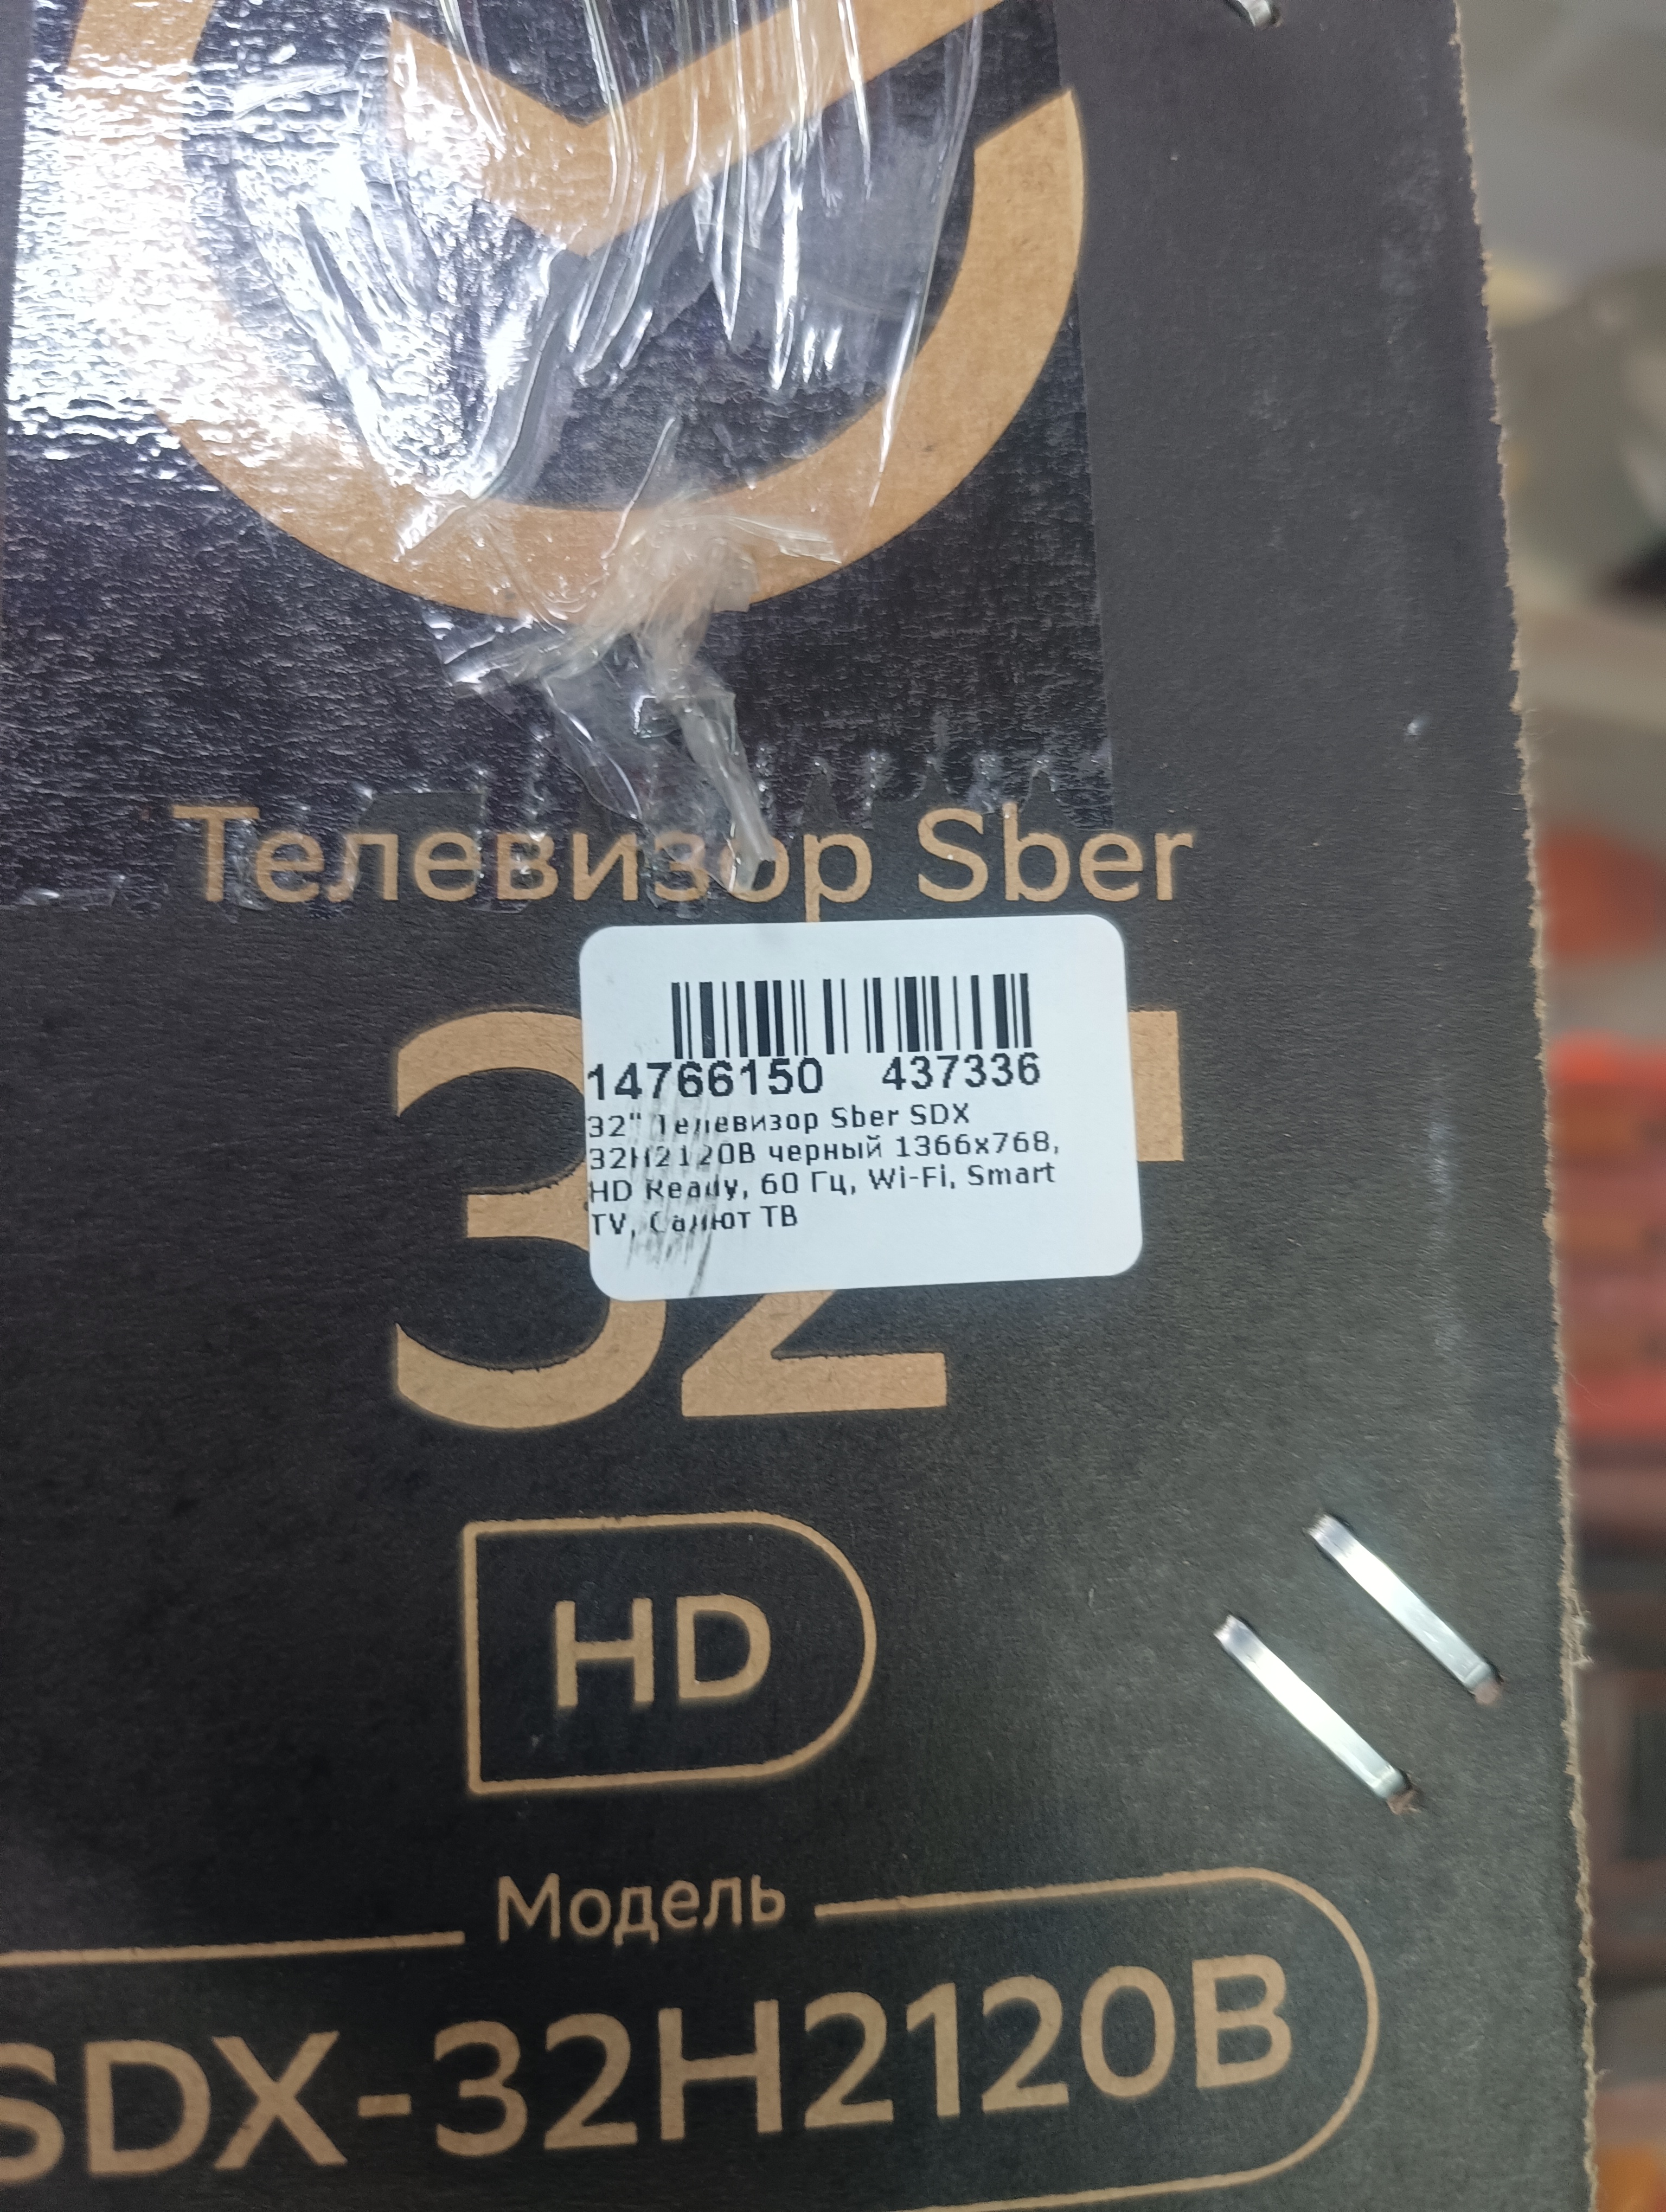 Телевизор Sber
14766150 437336
32" Телевизор Sber SDX
32H2120B черный 1366x768,
HD Ready, 60 Гц, Wi-Fi, Smart
TV, Салют ТВ
32
HD
Модель
SDX-32H2120B